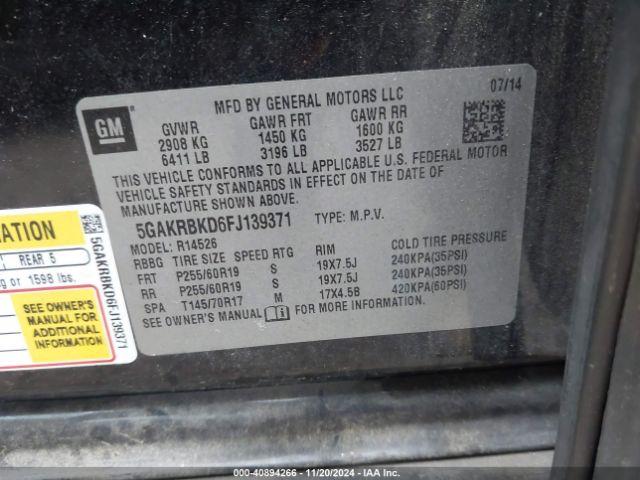 GM
MFD BY GENERAL MOTORS LLC
07/14
GVWR GAWR FRT GAWR RR
2908 KG 1450 KG 1600 KG
6411 LB 3196 LB 3527 LB
THIS VEHICLE CONFORMS TO ALL APPLICABLE U.S. FEDERAL MOTOR
VEHICLE SAFETY STANDARDS IN EFFECT ON THE DATE OF
MANUFACTURE SHOWN ABOVE.
5GAKRBKD6FJ139371 TYPE: M.P.V.
MODEL: R14526
RBBG TIRE SIZE SPEED RTG RIM COLD TIRE PRESSURE
FRT P255/60R19 S 19X7.5J 240KPA(35PSI)
RR P255/60R19 S 19X7.5J 240KPA(35PSI)
SPA T145/70R17 M 17X4.5B 420KPA(60PSI)
SEE OWNER'S MANUAL FOR MORE INFORMATION.
REAR 5
or 1598 lbs.
SEE OWNER'S
MANUAL FOR
ADDITIONAL
INFORMATION
5GAKRBKD6FJ139371
00-40894266 - 11/20/2024 - IAA Inc.